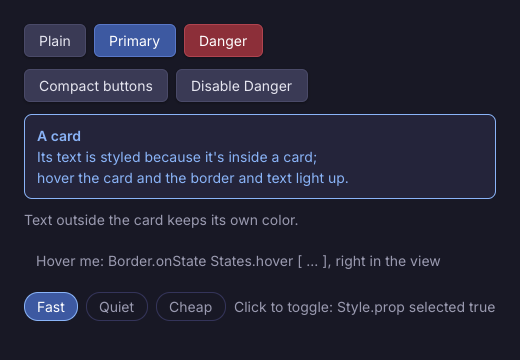 Plain Primary Danger
Compact buttons Disable Danger
A card
Its text is styled because it's inside a card;
hover the card and the border and text light up.
Text outside the card keeps its own color.
Hover me: Border.onState States.hover [ ... ], right in the view
Fast Quiet Cheap Click to toggle: Style.prop selected true